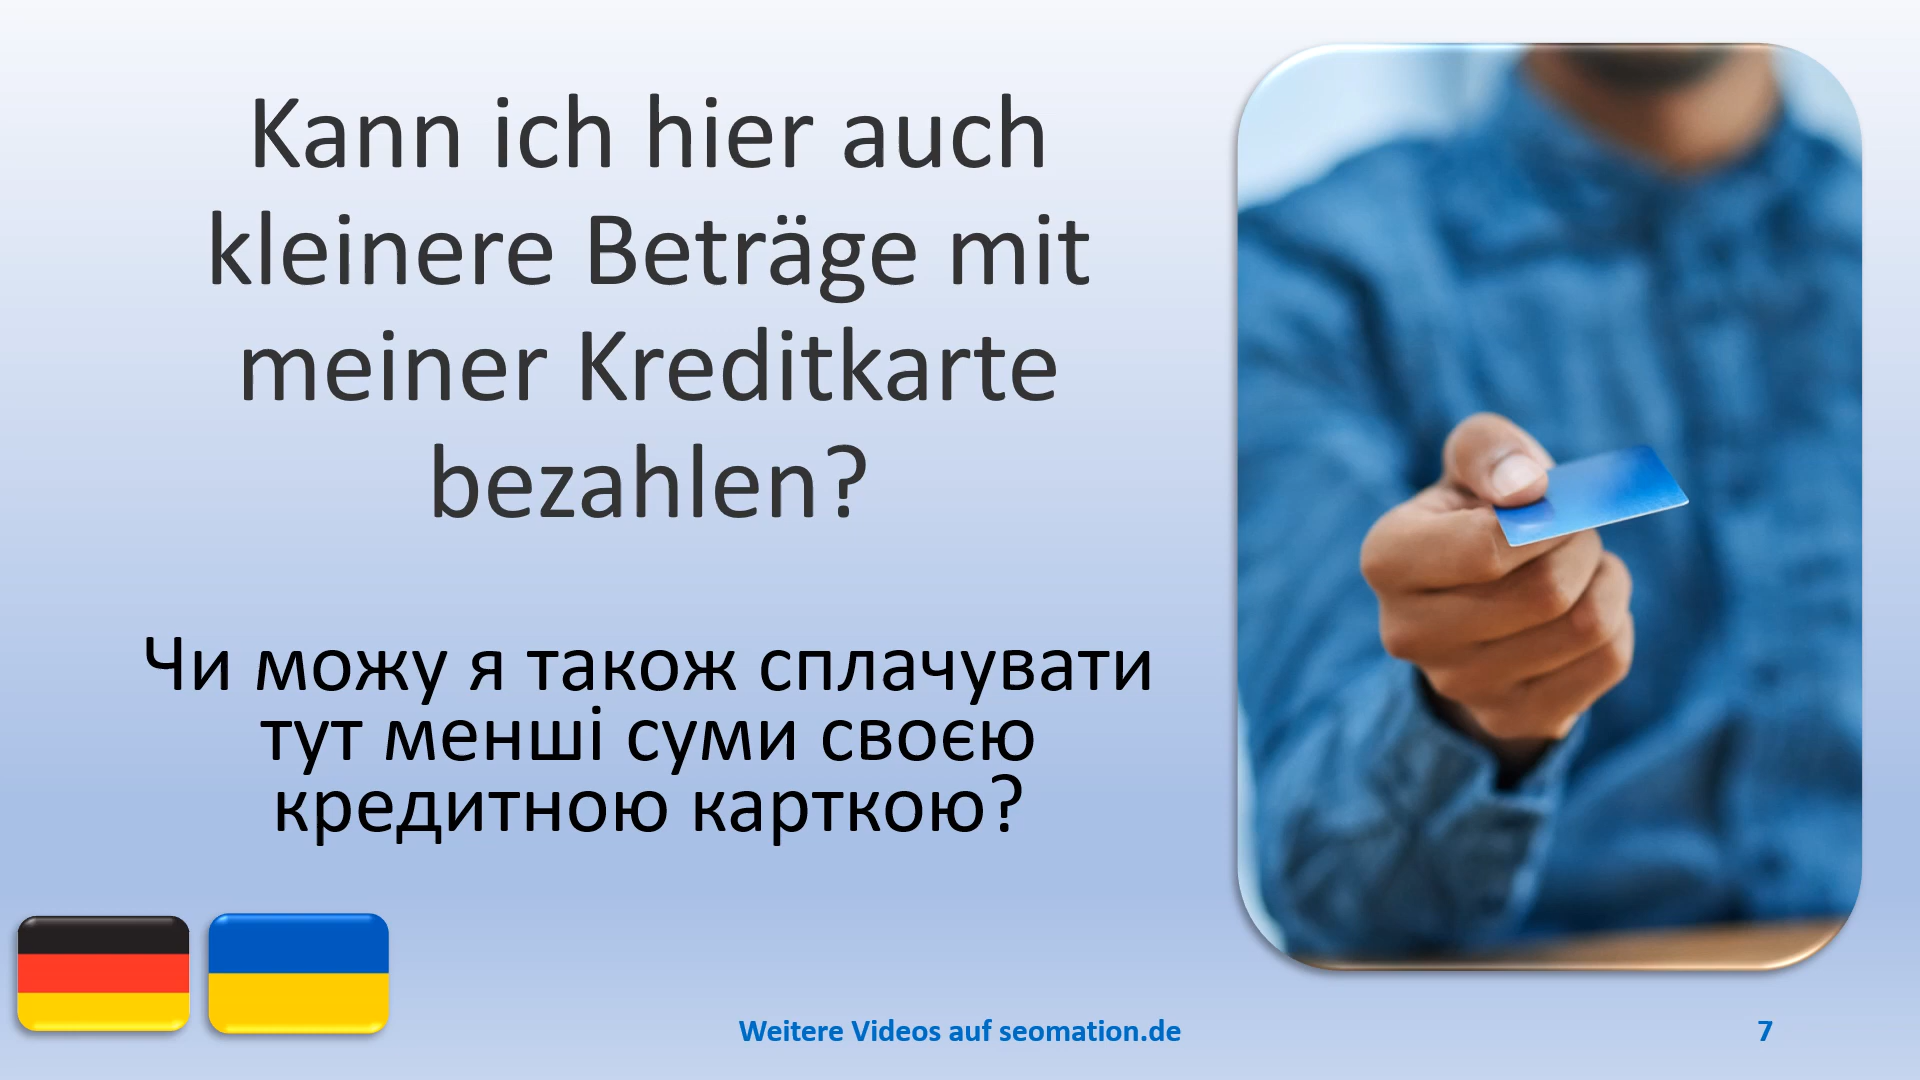 Kann ich hier auch
kleinere Beträge mit
meiner Kreditkarte
bezahlen?
Чи можу я також сплачувати
тут менші суми своєю
кредитною карткою?
Weitere Videos auf seomation.de
7